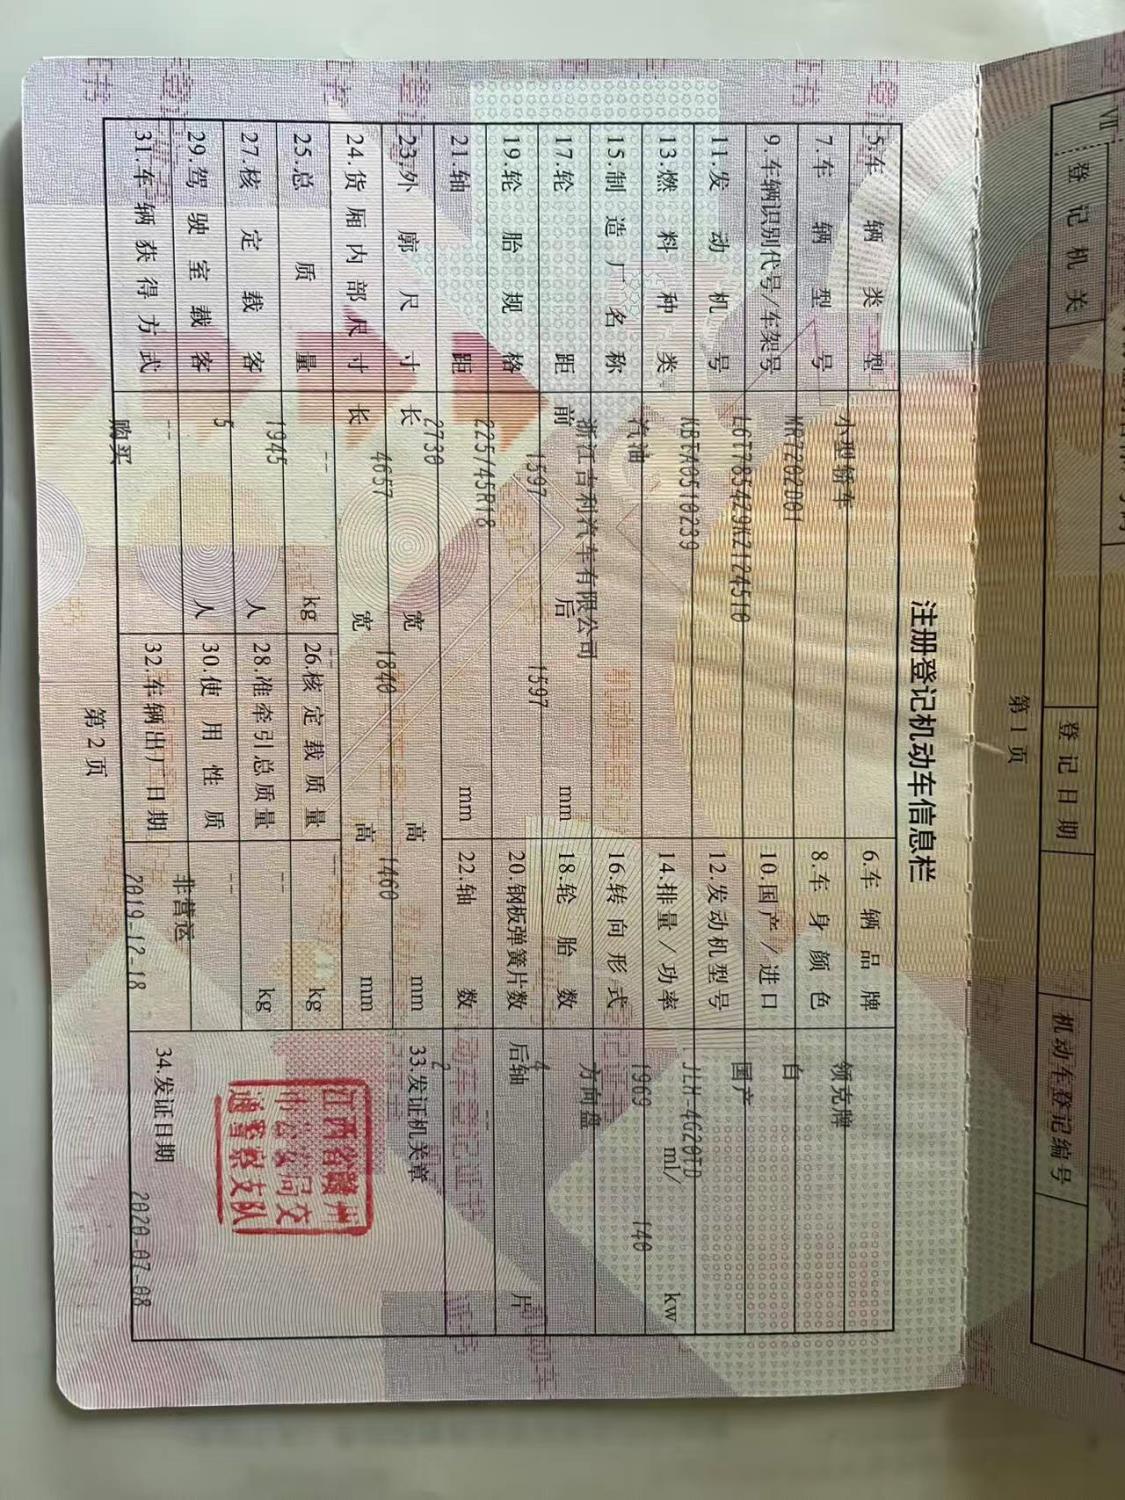 登记机关
登记日期
机动车登记编号
第1页
注册登记机动车信息栏
5.车辆类型 小型轿车 6.车辆品牌 领克牌
7.车辆型号 MR7202D01 8.车身颜色 白
9.车辆识别代号/车架号 L6T7854Z9KZ124510 10.国产/进口 国产
11.发动机号 KBTA0510239 12.发动机型号 JLH-4G20TD
13.燃料种类 汽油 14.排量/功率 1969 ml/ 140 kw
15.制造厂名称 浙江吉利汽车有限公司 16.转向形式 方向盘
17.轮距 前 1597 后 1597 mm 18.轮胎数 4
19.轮胎规格 225/45R18 20.钢板弹簧片数 后轴 -- 片
21.轴距 2730 mm 22.轴数 2
23.外廓尺寸 长 4657 宽 1840 高 1460 mm 33.发证机关章
24.货厢内部尺寸 长 -- 宽 -- 高 -- mm
25.总质量 1945 kg 26.核定载质量 -- kg
27.核定载客 5 人 28.准牵引总质量 -- kg
29.驾驶室载客 -- 人 30.使用性质 非营运
31.车辆获得方式 购买 32.车辆出厂日期 2019-12-18 34.发证日期 2020-07-08
江西省赣州
市公安局交
通警察支队
第2页